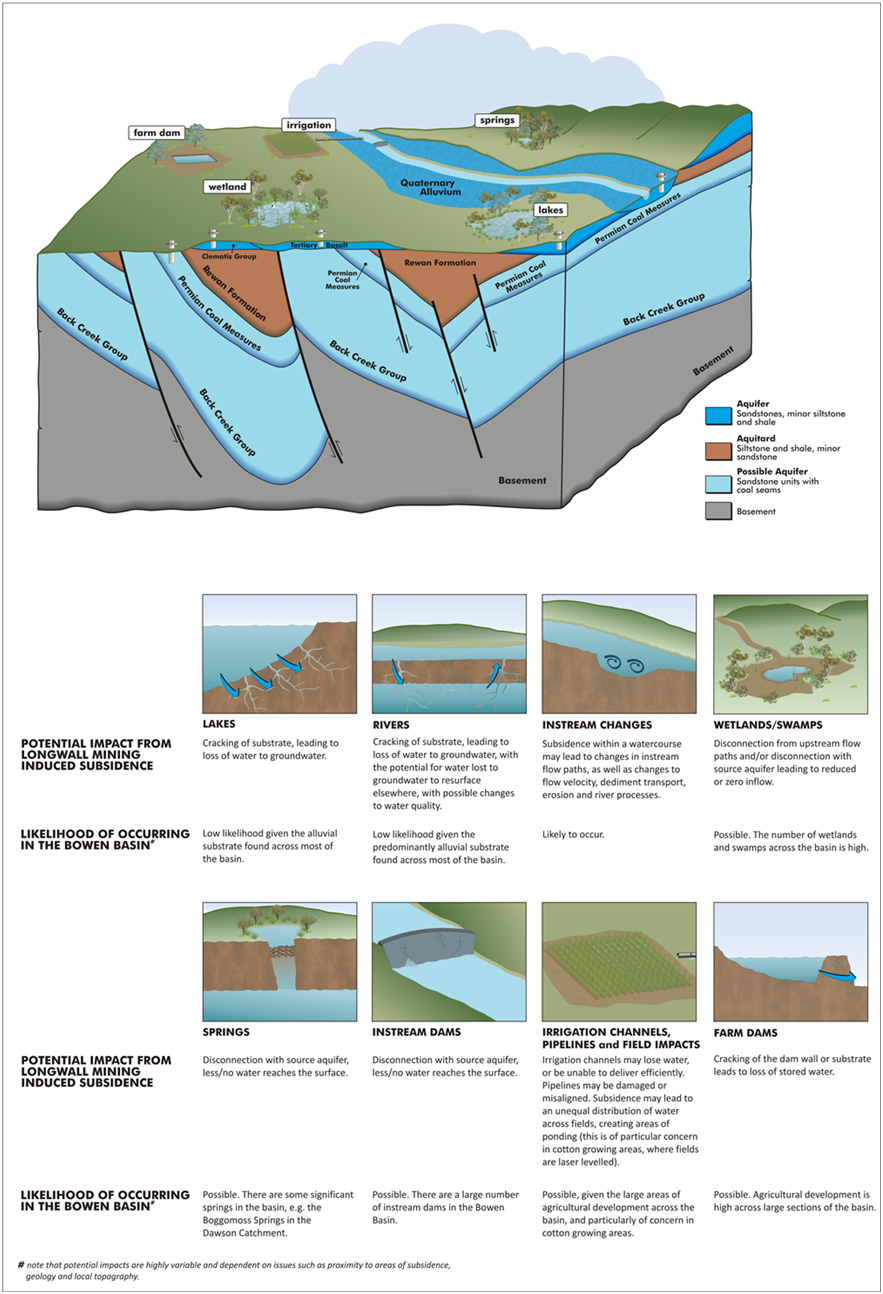 farm dam
irrigation
springs
wetland
Quaternary
Alluvium
lakes
Permian Coal Measures
Clematis Group
Tertiary Basalt
Rewan Formation
Permian
Coal
Measures
Rewan Formation
Permian Coal
Measures
Permian Coal Measures
Back Creek Group
Back Creek Group
Back Creek Group
Back Creek Group
Basement
Basement
Aquifer
Sandstones, minor siltstone
and shale
Aquitard
Siltstone and shale, minor
sandstone
Possible Aquifer
Sandstone units with
coal seams
Basement
LAKES
RIVERS
INSTREAM CHANGES
WETLANDS/SWAMPS
POTENTIAL IMPACT FROM
LONGWALL MINING
INDUCED SUBSIDENCE
Cracking of substrate, leading to
loss of water to groundwater.
Cracking of substrate, leading to
loss of water to groundwater, with
the potential for water lost to
groundwater to resurface
elsewhere, with possible changes
to water quality.
Subsidence within a watercourse
may lead to changes in instream
flow paths, as well as changes to
flow velocity, dediment transport,
erosion and river processes.
Disconnection from upstream flow
paths and/or disconnection with
source aquifer leading to reduced
or zero inflow.
LIKELIHOOD OF OCCURRING
IN THE BOWEN BASIN#
Low likelihood given the alluvial
substrate found across most of
the basin.
Low likelihood given the
predominantly alluvial substrate
found across most of the basin.
Likely to occur.
Possible. The number of wetlands
and swamps across the basin is high.
SPRINGS
INSTREAM DAMS
IRRIGATION CHANNELS,
PIPELINES and FIELD IMPACTS
FARM DAMS
POTENTIAL IMPACT FROM
LONGWALL MINING
INDUCED SUBSIDENCE
Disconnection with source aquifer,
less/no water reaches the surface.
Disconnection with source aquifer,
less/no water reaches the surface.
Irrigation channels may lose water,
or be unable to deliver efficiently.
Pipelines may be damaged or
misaligned. Subsidence may lead to
an unequal distribution of water
across fields, creating areas of
ponding (this is of particular concern
in cotton growing areas, where fields
are laser levelled).
Cracking of the dam wall or substrate
leads to loss of stored water.
LIKELIHOOD OF OCCURRING
IN THE BOWEN BASIN#
Possible. There are some significant
springs in the basin, e.g. the
Boggomoss Springs in the
Dawson Catchment.
Possible. There are a large number
of instream dams in the Bowen
Basin.
Possible, given the large areas of
agricultural development across the
basin, and particularly of concern in
cotton growing areas.
Possible. Agricultural development is
high across large sections of the basin.
# note that potential impacts are highly variable and dependent on issues such as proximity to areas of subsidence,
geology and local topography.